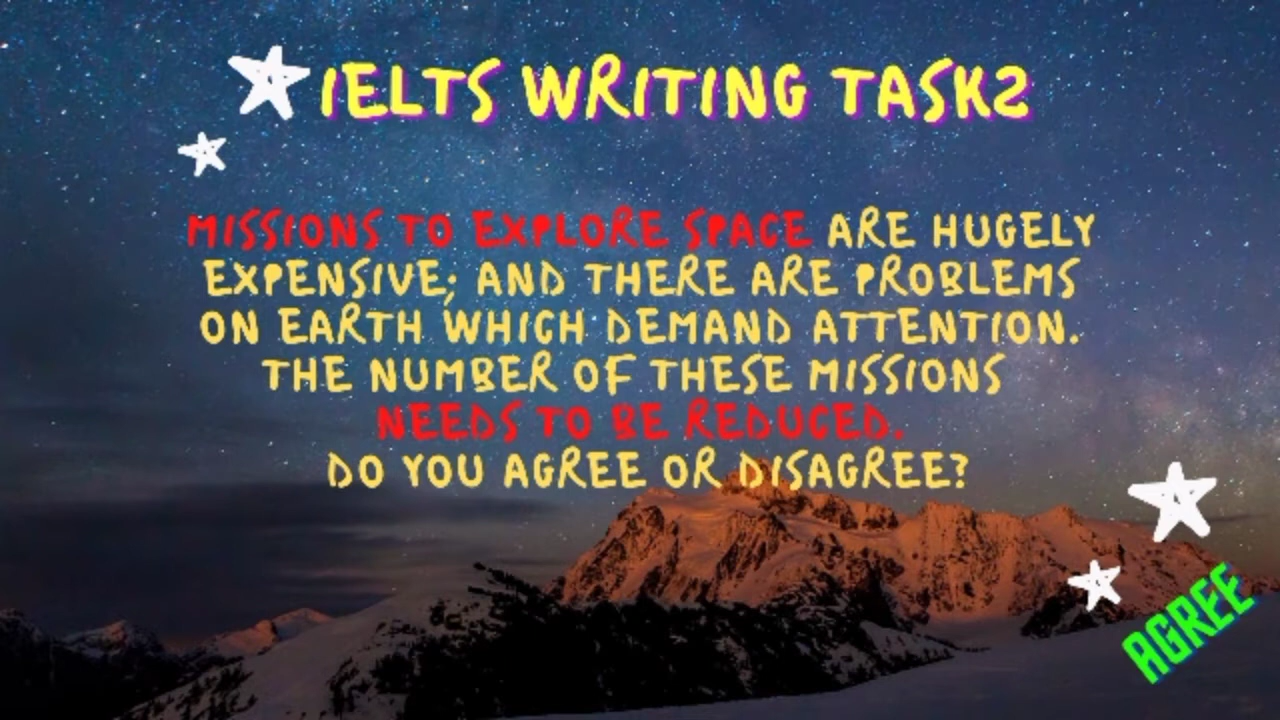 IELTS WRITING TASK2
MISSIONS TO EXPLORE SPACE ARE HUGELY
EXPENSIVE; AND THERE ARE PROBLEMS
ON EARTH WHICH DEMAND ATTENTION.
THE NUMBER OF THESE MISSIONS
NEEDS TO BE REDUCED.
DO YOU AGREE OR DISAGREE?
AGREE